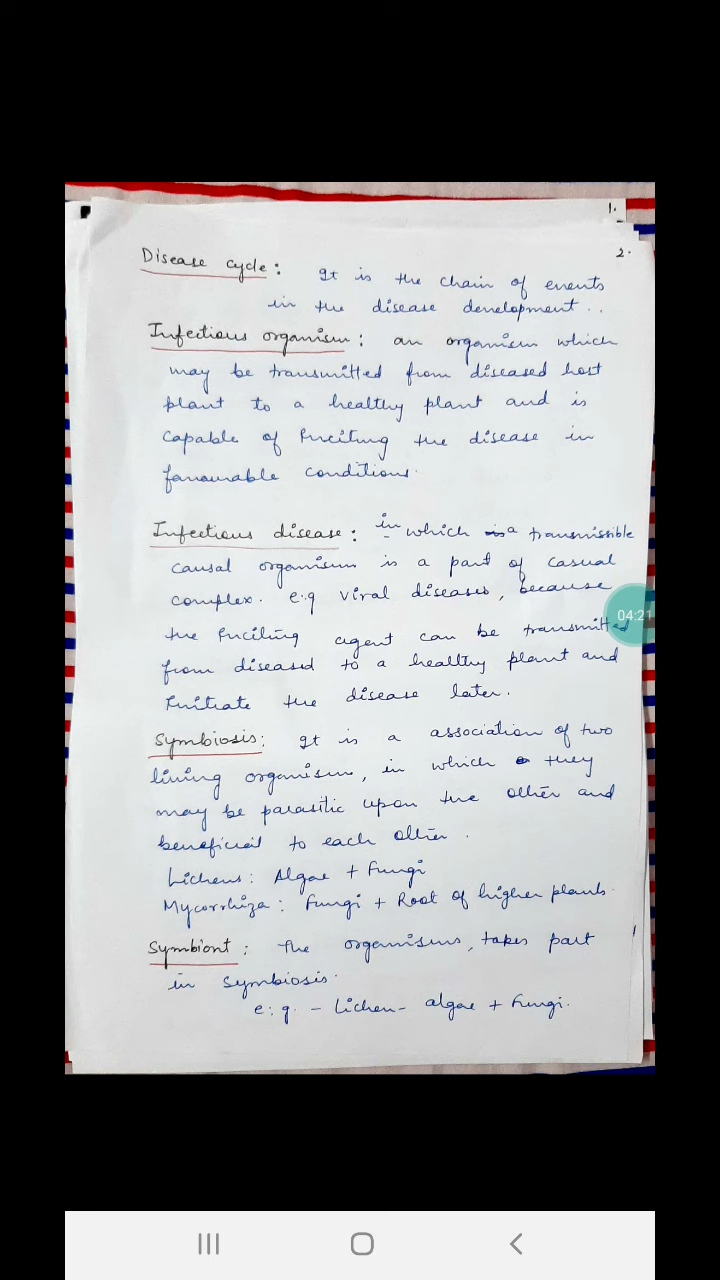 1.
2.
Disease cycle: It is the chain of events
in the disease development..
Infectious organism: an organism which
may be transmitted from diseased host
plant to a healthy plant and is
capable of inciting the disease in
favourable conditions.
Infectious disease: in which a transmissible
causal organism is a part of casual
complex. e.g viral diseases, because
04:21
the inciting agent can be transmitted
from diseased to a healthy plant and
initiate the disease later.
Symbiosis: It is a association of two
living organism, in which they
may be parasitic upon the other and
beneficial to each other.
Lichens: Algae + Fungi
Mycorrhiza: Fungi + Root of higher plants.
Symbiont: the organisms, takes part
in symbiosis.
e:g. - Lichen- algae + Fungi.